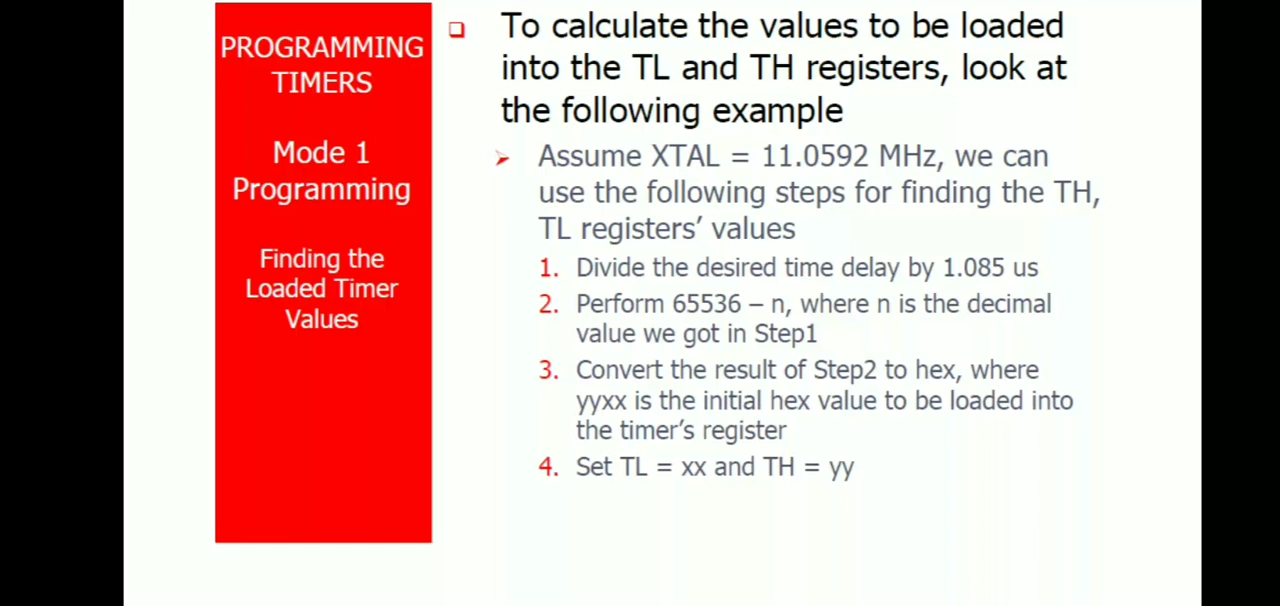 PROGRAMMING
TIMERS
Mode 1
Programming
Finding the
Loaded Timer
Values
To calculate the values to be loaded
into the TL and TH registers, look at
the following example
Assume XTAL = 11.0592 MHz, we can
use the following steps for finding the TH,
TL registers’ values
1. Divide the desired time delay by 1.085 us
2. Perform 65536 – n, where n is the decimal
value we got in Step1
3. Convert the result of Step2 to hex, where
yyxx is the initial hex value to be loaded into
the timer’s register
4. Set TL = xx and TH = yy